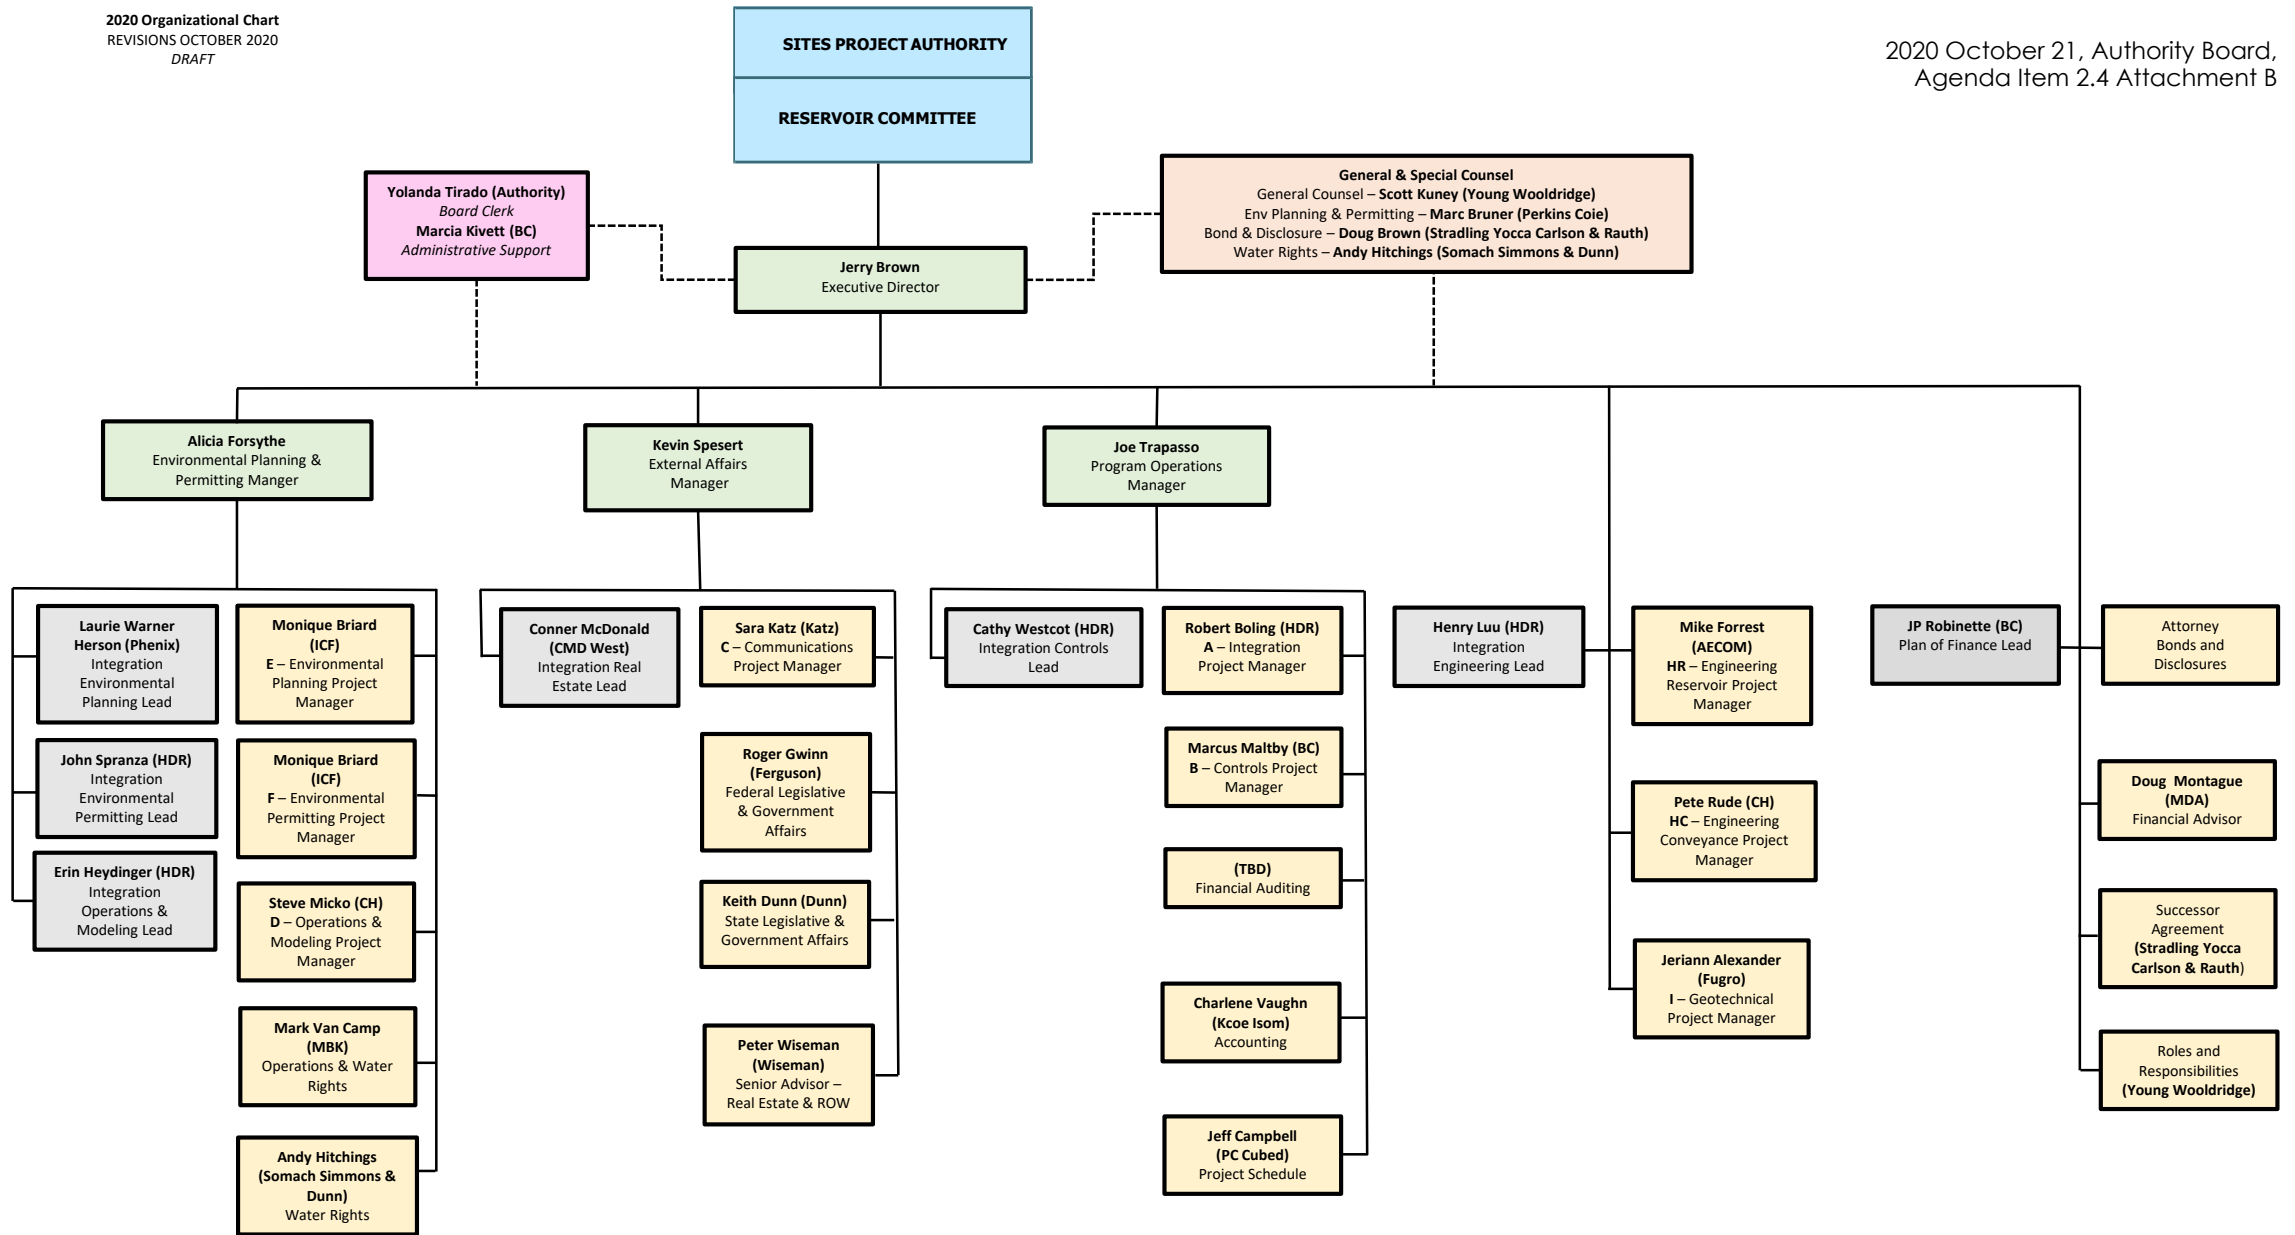 2020 Organizational Chart
REVISIONS OCTOBER 2020
DRAFT
2020 October 21, Authority Board,
Agenda Item 2.4 Attachment B
SITES PROJECT AUTHORITY
RESERVOIR COMMITTEE
Yolanda Tirado (Authority)
Board Clerk
Marcia Kivett (BC)
Administrative Support
General & Special Counsel
General Counsel – Scott Kuney (Young Wooldridge)
Env Planning & Permitting – Marc Bruner (Perkins Coie)
Bond & Disclosure – Doug Brown (Stradling Yocca Carlson & Rauth)
Water Rights – Andy Hitchings (Somach Simmons & Dunn)
Jerry Brown
Executive Director
Alicia Forsythe
Environmental Planning &
Permitting Manger
Kevin Spesert
External Affairs
Manager
Joe Trapasso
Program Operations
Manager
Laurie Warner
Herson (Phenix)
Integration
Environmental
Planning Lead
John Spranza (HDR)
Integration
Environmental
Permitting Lead
Erin Heydinger (HDR)
Integration
Operations &
Modeling Lead
Monique Briard
(ICF)
E – Environmental
Planning Project
Manager
Monique Briard
(ICF)
F – Environmental
Permitting Project
Manager
Steve Micko (CH)
D – Operations &
Modeling Project
Manager
Mark Van Camp
(MBK)
Operations & Water
Rights
Andy Hitchings
(Somach Simmons &
Dunn)
Water Rights
Conner McDonald
(CMD West)
Integration Real
Estate Lead
Sara Katz (Katz)
C – Communications
Project Manager
Roger Gwinn
(Ferguson)
Federal Legislative
& Government
Affairs
Keith Dunn (Dunn)
State Legislative &
Government Affairs
Peter Wiseman
(Wiseman)
Senior Advisor –
Real Estate & ROW
Cathy Westcot (HDR)
Integration Controls
Lead
Robert Boling (HDR)
A – Integration
Project Manager
Marcus Maltby (BC)
B – Controls Project
Manager
(TBD)
Financial Auditing
Charlene Vaughn
(Kcoe Isom)
Accounting
Jeff Campbell
(PC Cubed)
Project Schedule
Henry Luu (HDR)
Integration
Engineering Lead
Mike Forrest
(AECOM)
HR – Engineering
Reservoir Project
Manager
Pete Rude (CH)
HC – Engineering
Conveyance Project
Manager
Jeriann Alexander
(Fugro)
I – Geotechnical
Project Manager
JP Robinette (BC)
Plan of Finance Lead
Attorney
Bonds and
Disclosures
Doug Montague
(MDA)
Financial Advisor
Successor
Agreement
(Stradling Yocca
Carlson & Rauth)
Roles and
Responsibilities
(Young Wooldridge)